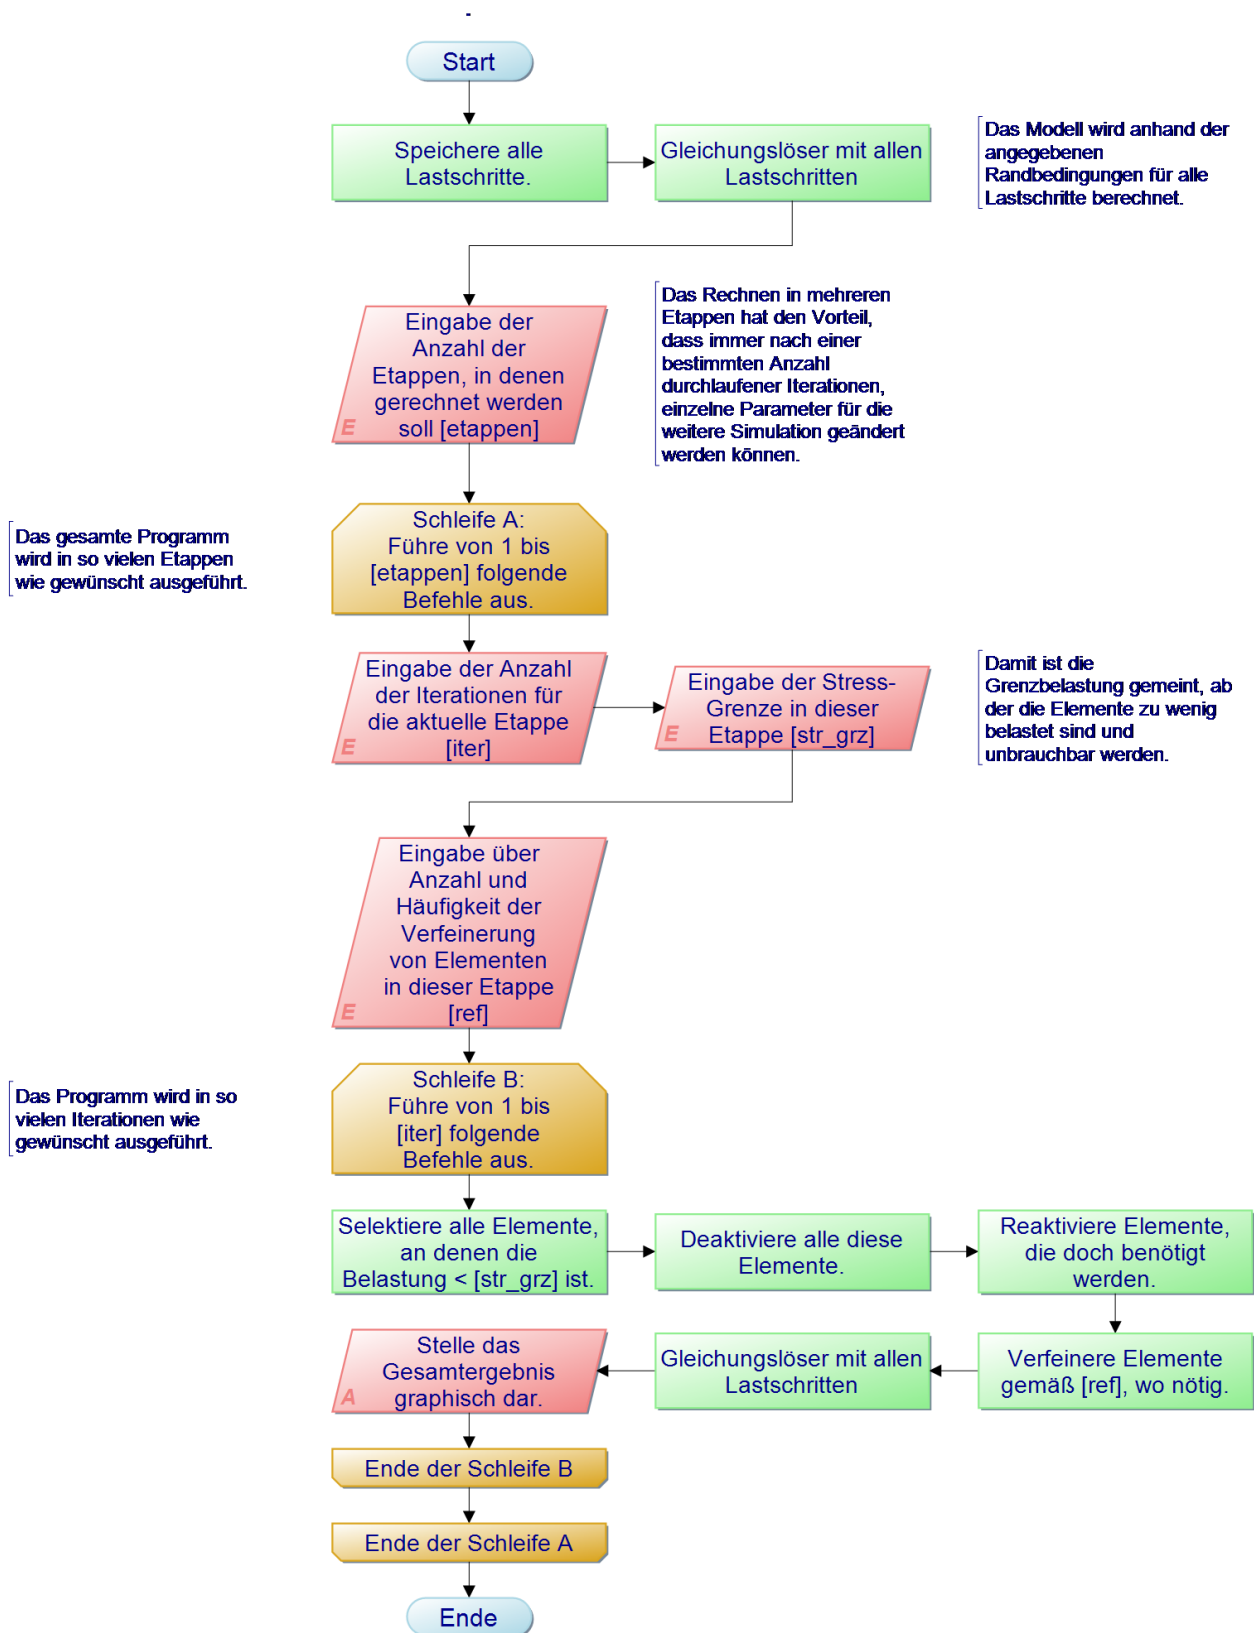 -
Start
Speichere alle
Lastschritte.
Gleichungslöser mit allen
Lastschritten
Das Modell wird anhand der
angegebenen
Randbedingungen für alle
Lastschritte berechnet.
Eingabe der
Anzahl der
Etappen, in denen
gerechnet werden
soll [etappen]
E
Das Rechnen in mehreren
Etappen hat den Vorteil,
dass immer nach einer
bestimmten Anzahl
durchlaufener Iterationen,
einzelne Parameter für die
weitere Simulation geändert
werden können.
Das gesamte Programm
wird in so vielen Etappen
wie gewünscht ausgeführt.
Schleife A:
Führe von 1 bis
[etappen] folgende
Befehle aus.
Eingabe der Anzahl
der Iterationen für
die aktuelle Etappe
[iter]
E
Eingabe der Stress-
Grenze in dieser
Etappe [str_grz]
E
Damit ist die
Grenzbelastung gemeint, ab
der die Elemente zu wenig
belastet sind und
unbrauchbar werden.
Eingabe über
Anzahl und
Häufigkeit der
Verfeinerung
von Elementen
in dieser Etappe
[ref]
E
Das Programm wird in so
vielen Iterationen wie
gewünscht ausgeführt.
Schleife B:
Führe von 1 bis
[iter] folgende
Befehle aus.
Selektiere alle Elemente,
an denen die
Belastung < [str_grz] ist.
Deaktiviere alle diese
Elemente.
Reaktiviere Elemente,
die doch benötigt
werden.
Verfeinere Elemente
gemäß [ref], wo nötig.
Gleichungslöser mit allen
Lastschritten
Stelle das
Gesamtergebnis
graphisch dar.
A
Ende der Schleife B
Ende der Schleife A
Ende